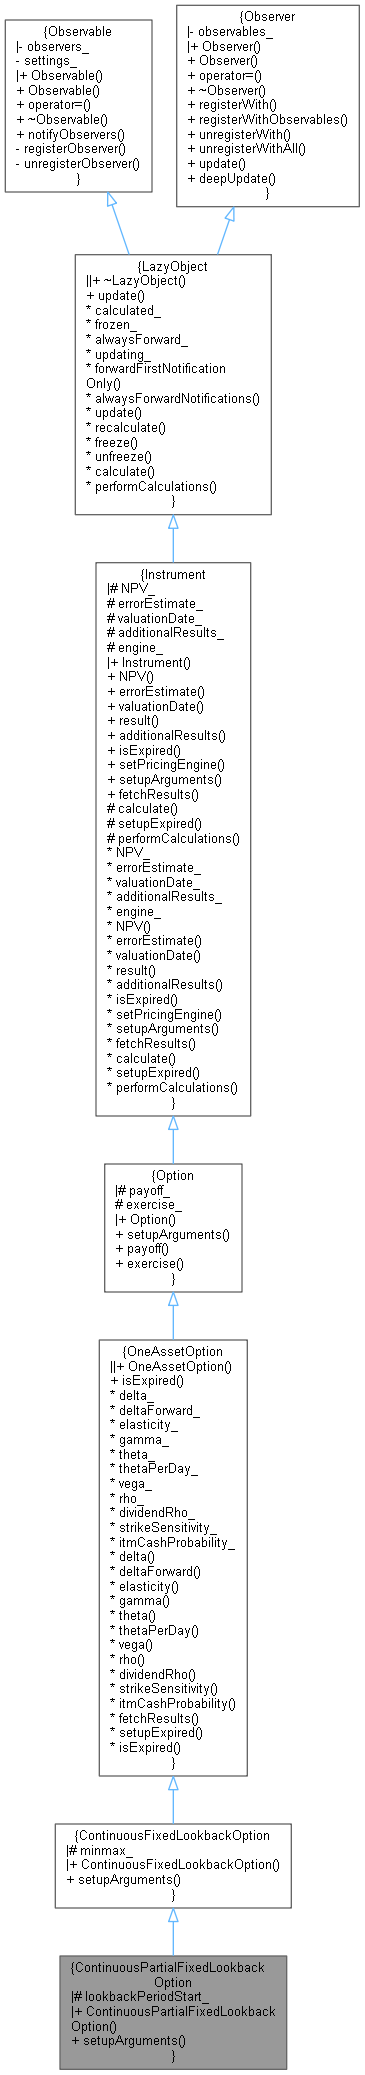 {Observable
|- observers_
- settings_
|+ Observable()
+ Observable()
+ operator=()
+ ~Observable()
+ notifyObservers()
- registerObserver()
- unregisterObserver()
}
{Observer
|- observables_
|+ Observer()
+ Observer()
+ operator=()
+ ~Observer()
+ registerWith()
+ registerWithObservables()
+ unregisterWith()
+ unregisterWithAll()
+ update()
+ deepUpdate()
}
{LazyObject
||+ ~LazyObject()
+ update()
* calculated_
* frozen_
* alwaysForward_
* updating_
* forwardFirstNotification
Only()
* alwaysForwardNotifications()
* update()
* recalculate()
* freeze()
* unfreeze()
* calculate()
* performCalculations()
}
{Instrument
|# NPV_
# errorEstimate_
# valuationDate_
# additionalResults_
# engine_
|+ Instrument()
+ NPV()
+ errorEstimate()
+ valuationDate()
+ result()
+ additionalResults()
+ isExpired()
+ setPricingEngine()
+ setupArguments()
+ fetchResults()
# calculate()
# setupExpired()
# performCalculations()
* NPV_
* errorEstimate_
* valuationDate_
* additionalResults_
* engine_
* NPV()
* errorEstimate()
* valuationDate()
* result()
* additionalResults()
* isExpired()
* setPricingEngine()
* setupArguments()
* fetchResults()
* calculate()
* setupExpired()
* performCalculations()
}
{Option
|# payoff_
# exercise_
|+ Option()
+ setupArguments()
+ payoff()
+ exercise()
}
{OneAssetOption
||+ OneAssetOption()
+ isExpired()
* delta_
* deltaForward_
* elasticity_
* gamma_
* theta_
* thetaPerDay_
* vega_
* rho_
* dividendRho_
* strikeSensitivity_
* itmCashProbability_
* delta()
* deltaForward()
* elasticity()
* gamma()
* theta()
* thetaPerDay()
* vega()
* rho()
* dividendRho()
* strikeSensitivity()
* itmCashProbability()
* fetchResults()
* setupExpired()
* isExpired()
}
{ContinuousFixedLookbackOption
|# minmax_
|+ ContinuousFixedLookbackOption()
+ setupArguments()
}
{ContinuousPartialFixedLookback
Option
|# lookbackPeriodStart_
|+ ContinuousPartialFixedLookback
Option()
+ setupArguments()
}